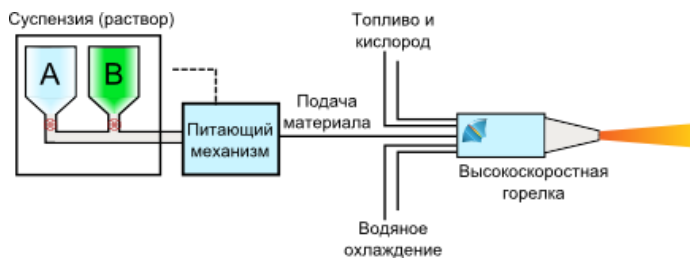 Суспензия (раствор)
A
B
Питающий
механизм
Подача
материала
Топливо и
кислород
Высокоскоростная
горелка
Водяное
охлаждение